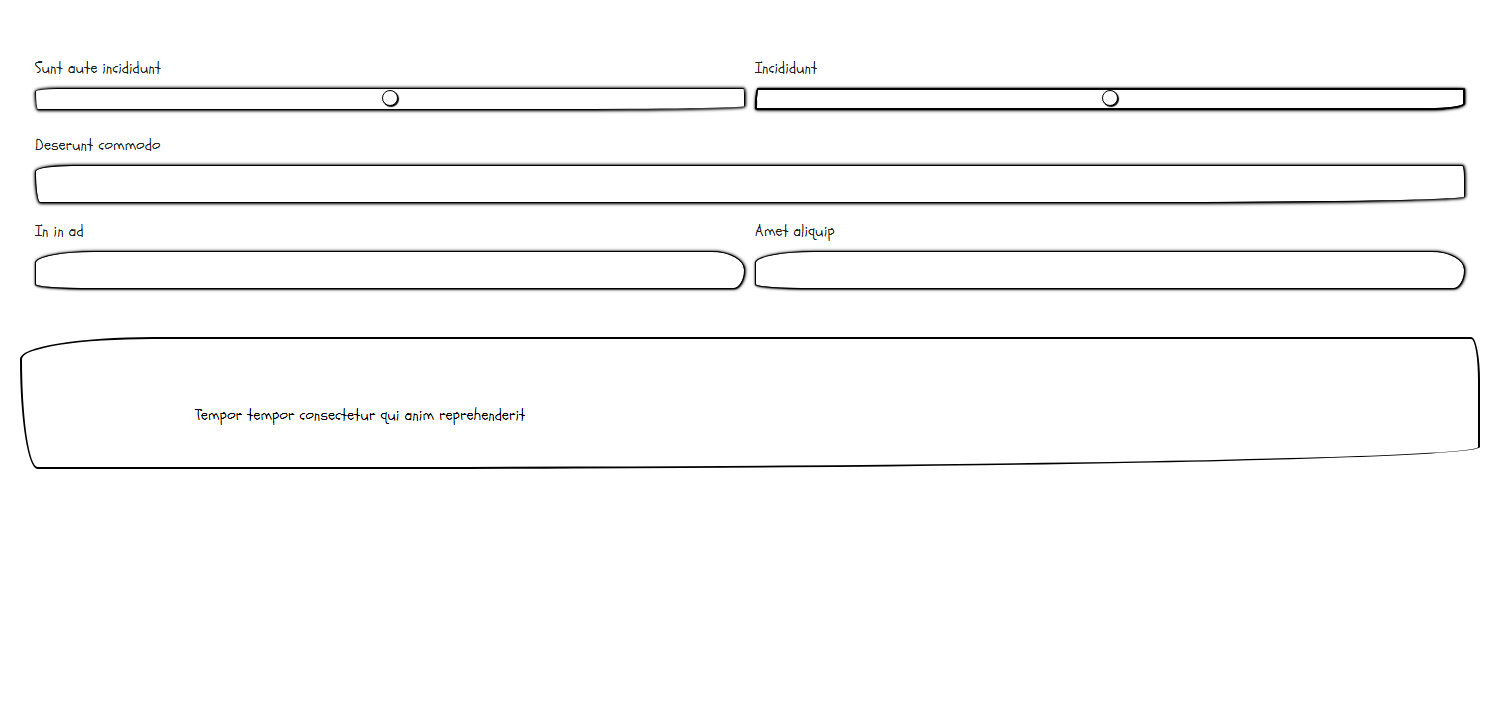 Sunt aute incididunt
Incididunt
Deserunt commodo
In in ad
Amet aliquip
Tempor tempor consectetur qui anim reprehenderit